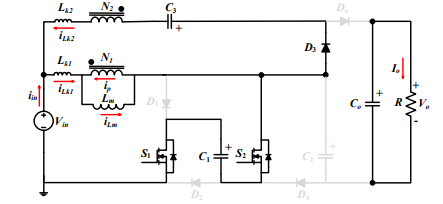 Lk2 N2 C3 + Do
iLk2 D3
Lk1 N1 Io
iin iLk1 ip + +
Lm D1 Co R Vo
Vin iLm
S1 C1 + S2 C2 + -
D2 D4